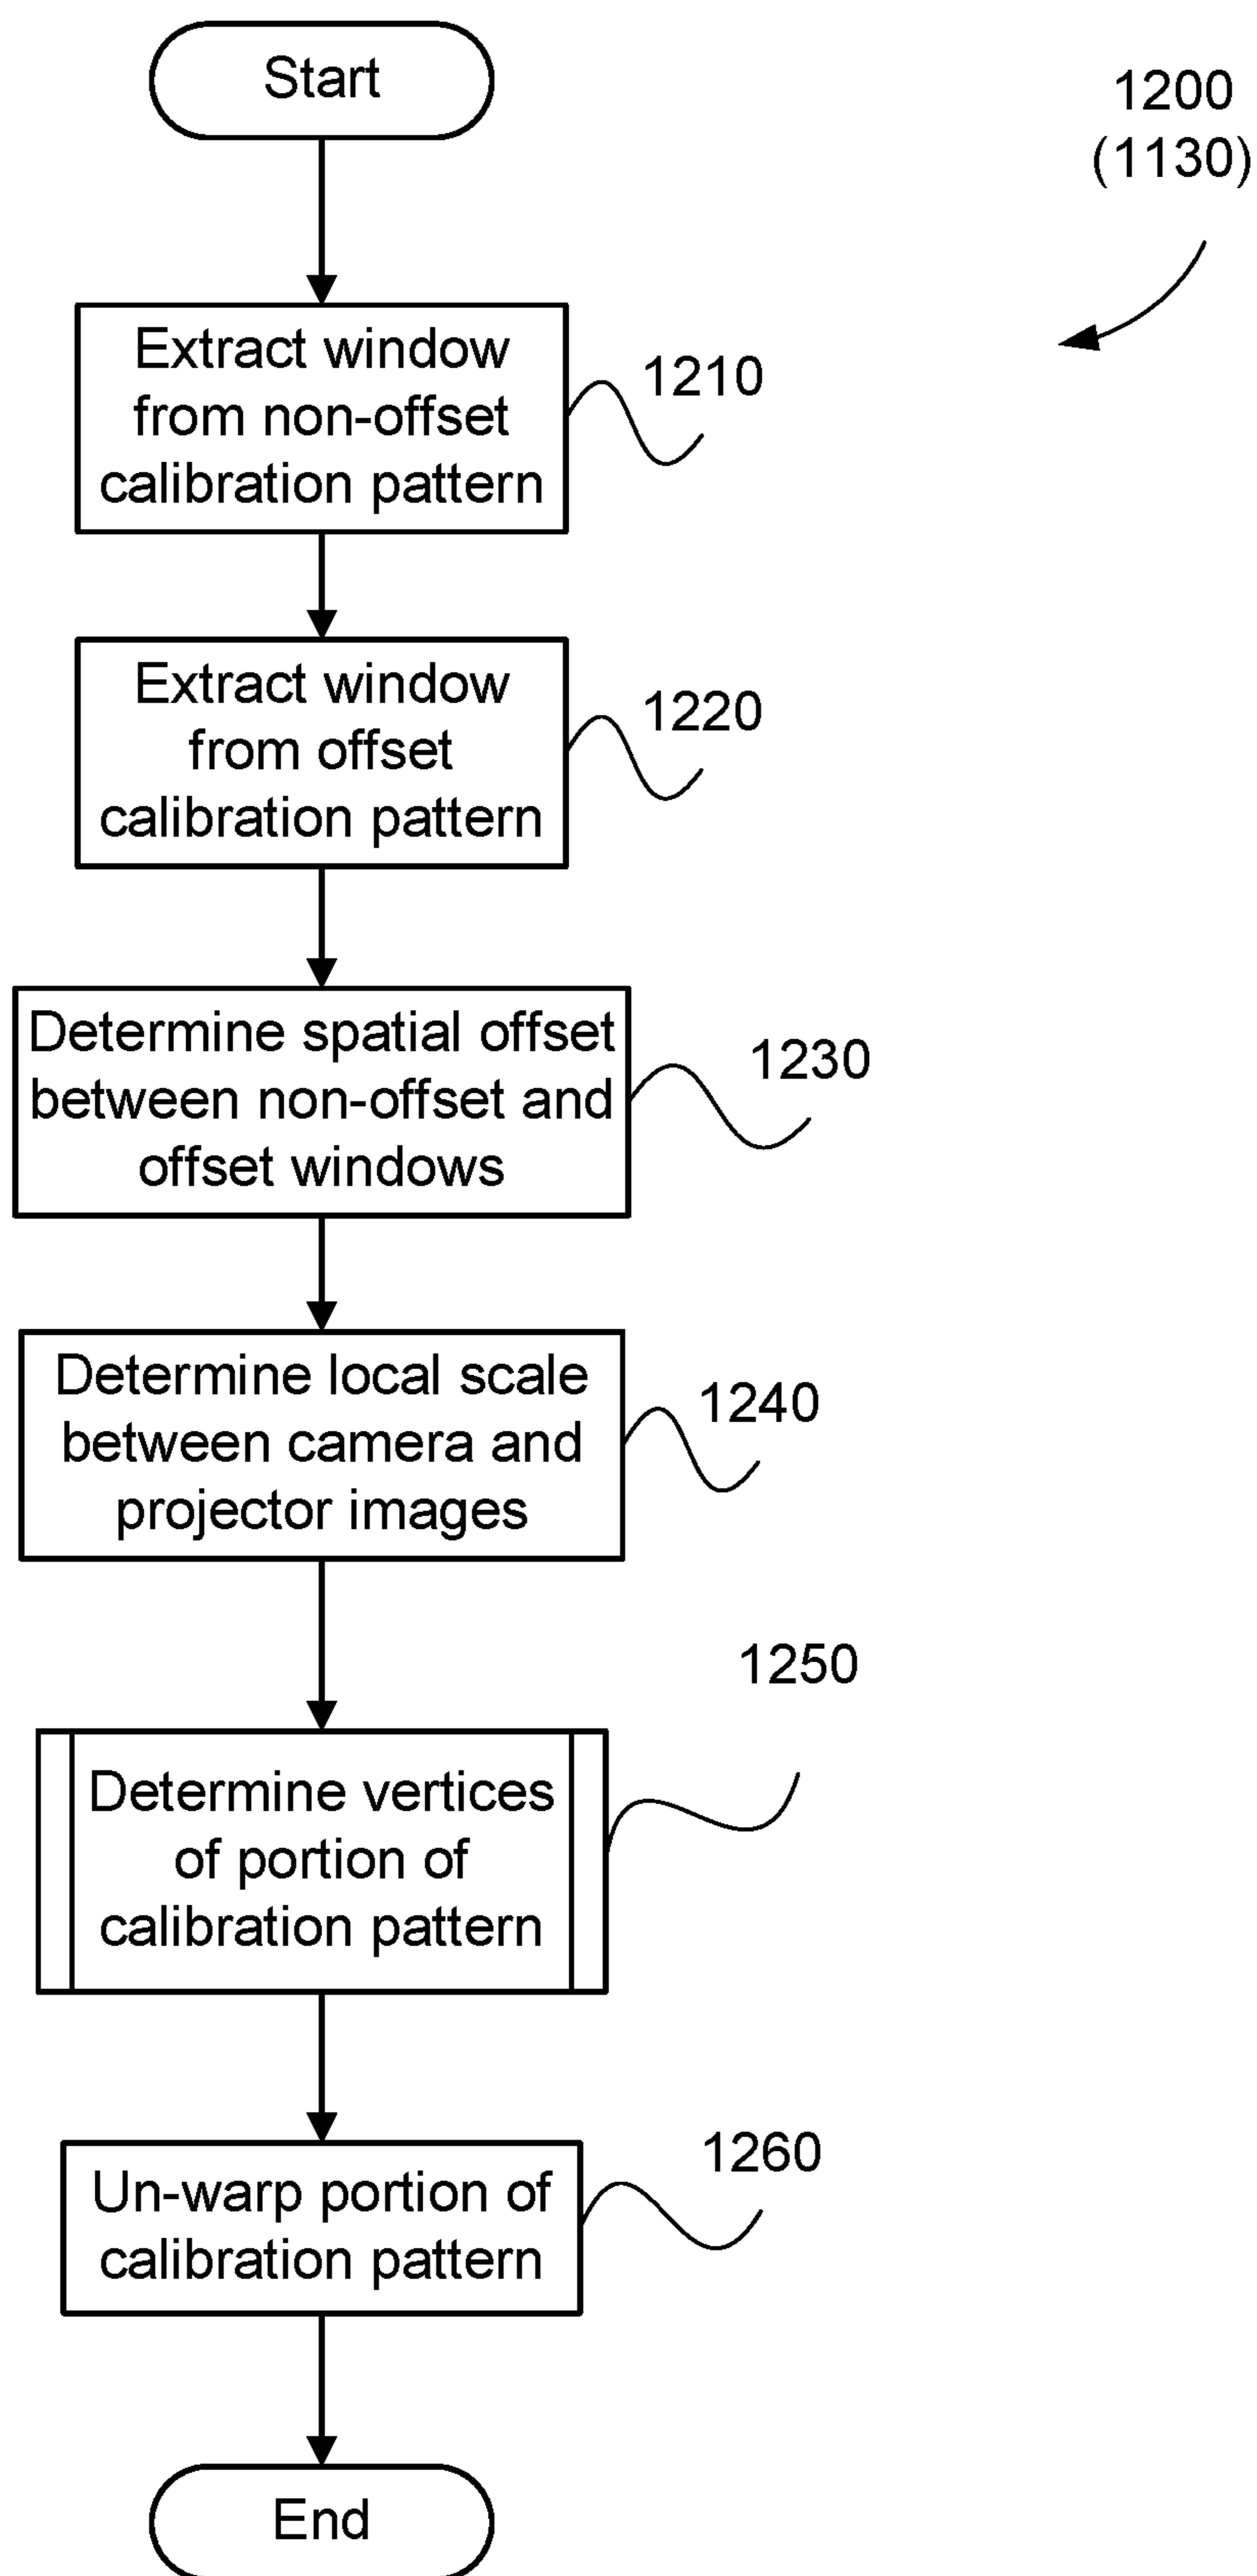 Start
1200
(1130)
Extract window
from non-offset
calibration pattern
1210
Extract window
from offset
calibration pattern
1220
Determine spatial offset
between non-offset and
offset windows
1230
Determine local scale
between camera and
projector images
1240
Determine vertices
of portion of
calibration pattern
1250
Un-warp portion of
calibration pattern
1260
End